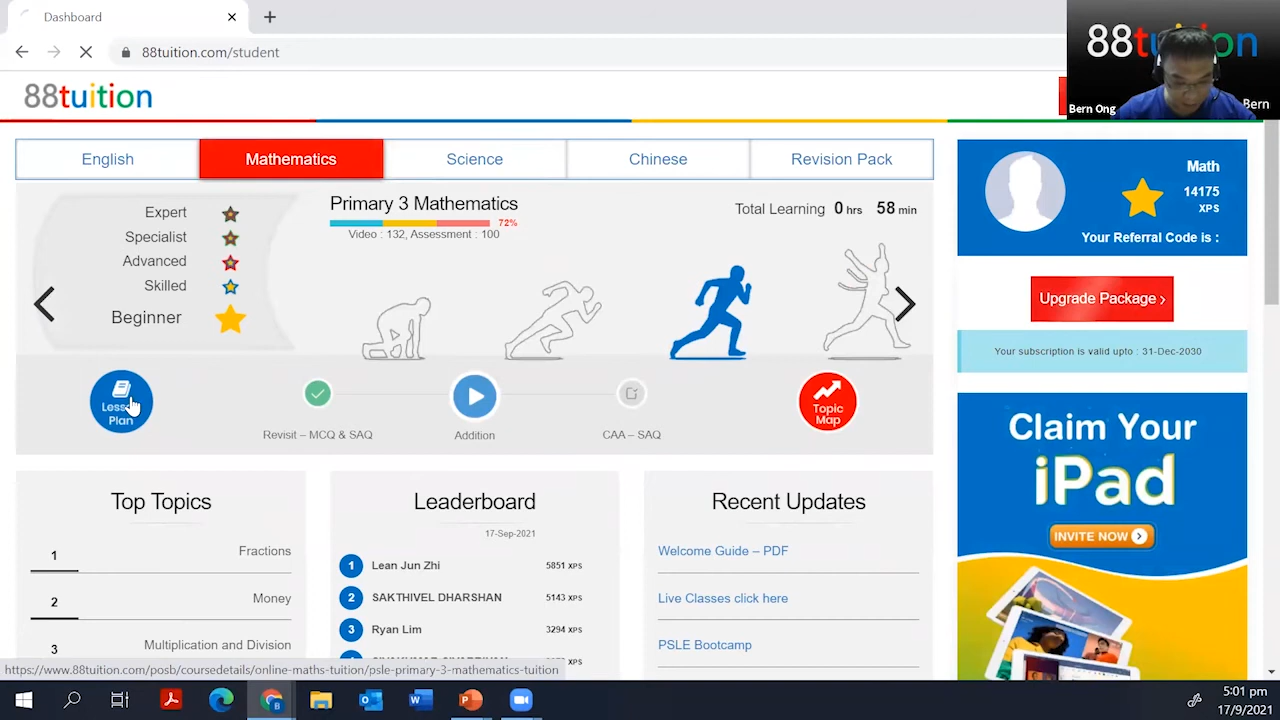 Dashboard
88tuition.com/student
88tuition
88tuition
Bern Ong
Bern
English
Mathematics
Science
Chinese
Revision Pack
Expert
Specialist
Advanced
Skilled
Beginner
Primary 3 Mathematics
72%
Video : 132, Assessment : 100
Total Learning 0 hrs 58 min
Math
14175
XPS
Your Referral Code is :
Upgrade Package ›
Your subscription is valid upto : 31-Dec-2030
Plan
Revisit – MCQ & SAQ
Addition
CAA – SAQ
Topic
Map
Claim Your
iPad
INVITE NOW
Top Topics
1 Fractions
2 Money
3 Multiplication and Division
Leaderboard
17-Sep-2021
1 Lean Jun Zhi 5851 XPS
2 SAKTHIVEL DHARSHAN 5143 XPS
3 Ryan Lim 3294 XPS
XPS
Recent Updates
Welcome Guide – PDF
Live Classes click here
PSLE Bootcamp
https://www.88tuition.com/posb/coursedetails/online-maths-tuition/psle-primary-3-mathematics-tuition
5:01 pm
17/9/2021